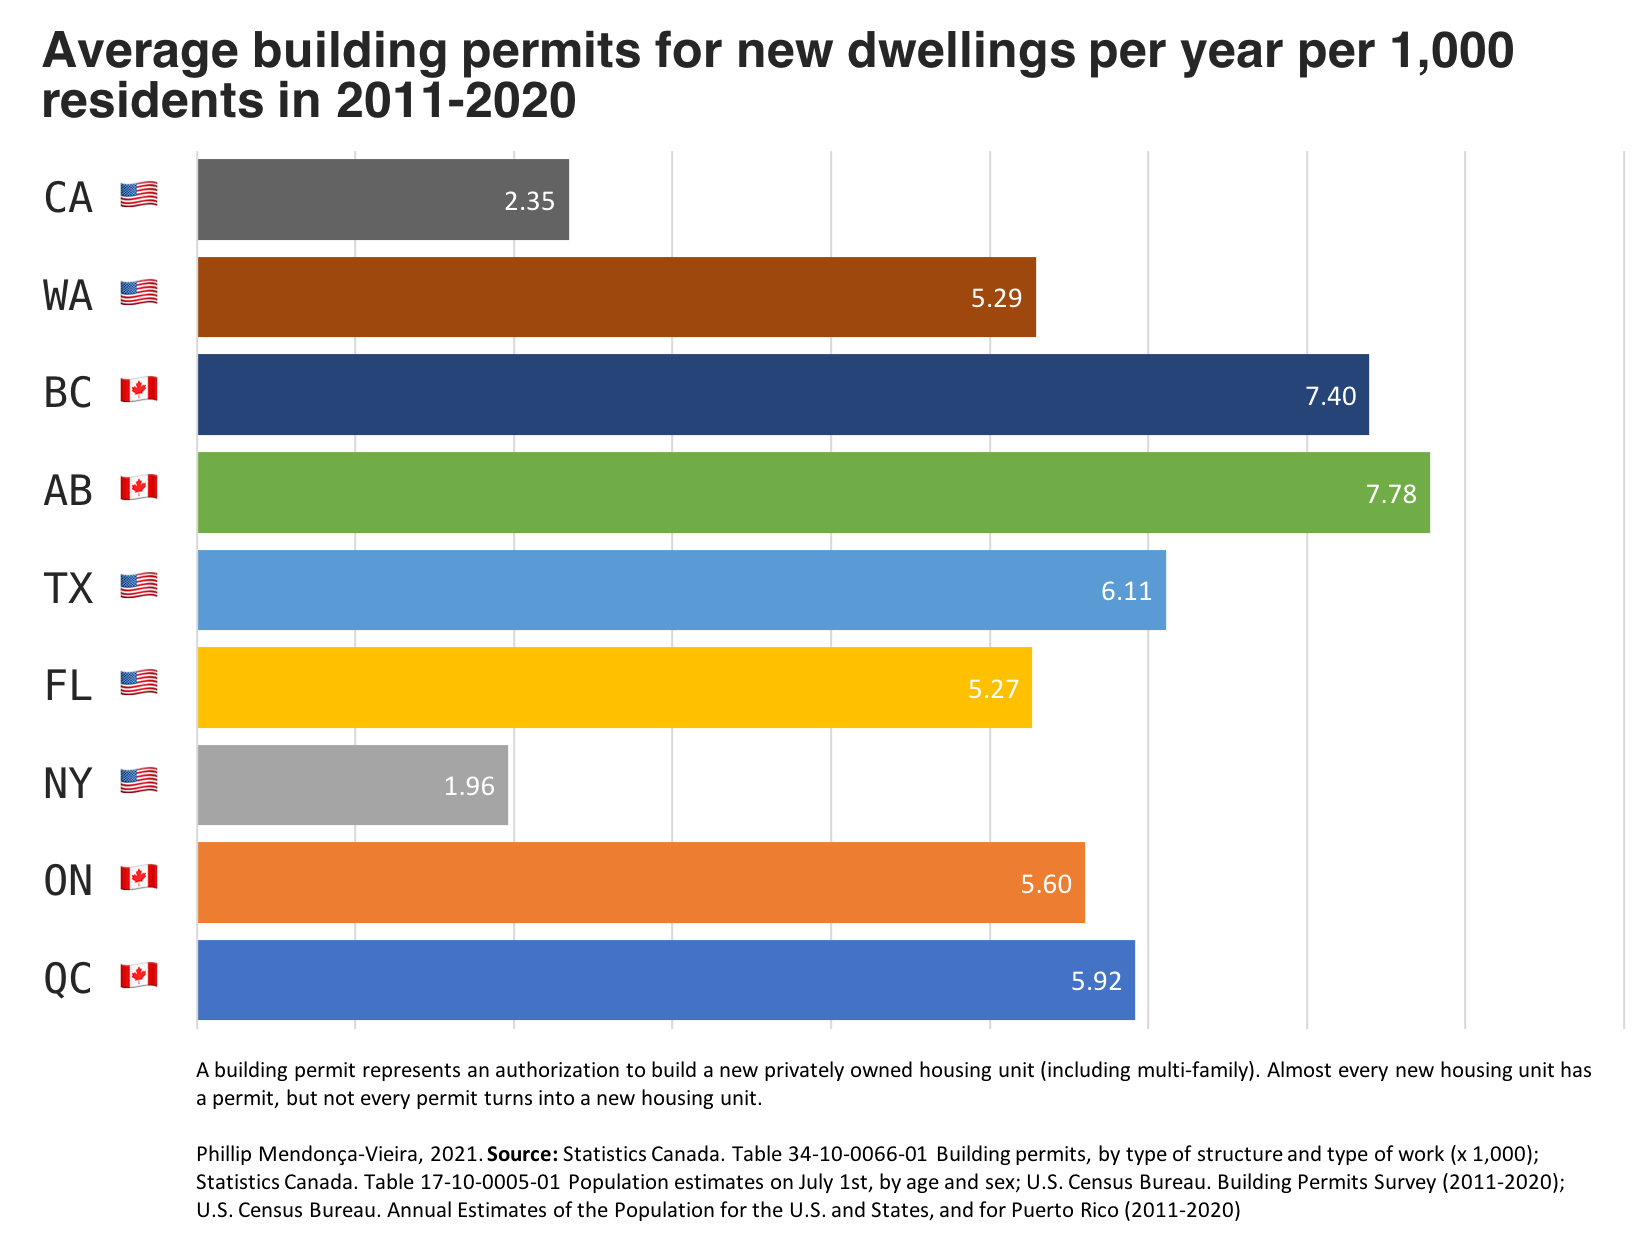 Average building permits for new dwellings per year per 1,000
residents in 2011-2020
CA 2.35
WA 5.29
BC 7.40
AB 7.78
TX 6.11
FL 5.27
NY 1.96
ON 5.60
QC 5.92
A building permit represents an authorization to build a new privately owned housing unit (including multi-family). Almost every new housing unit has
a permit, but not every permit turns into a new housing unit.
Phillip Mendonça-Vieira, 2021. Source: Statistics Canada. Table 34-10-0066-01 Building permits, by type of structure and type of work (x 1,000);
Statistics Canada. Table 17-10-0005-01 Population estimates on July 1st, by age and sex; U.S. Census Bureau. Building Permits Survey (2011-2020);
U.S. Census Bureau. Annual Estimates of the Population for the U.S. and States, and for Puerto Rico (2011-2020)